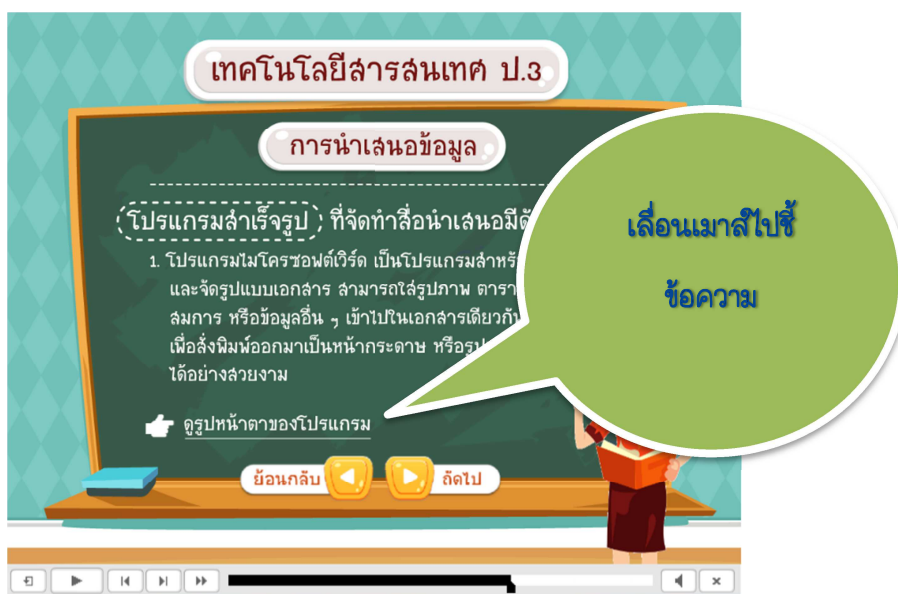 เทคโนโลยีสารสนเทศ ป.3
การนำเสนอข้อมูล
โปรแกรมสำเร็จรูป ที่จัดทำสื่อนำเสนอมี
1. โปรแกรมไมโครซอฟต์เวิร์ด เป็นโปรแกรม
และจัดรูปแบบเอกสาร สามารถใส่รูปภาพ
สมการ หรือข้อมูลอื่น ๆ เข้าไปในเอกสารเดียวกัน
เพื่อสั่งพิมพ์ออกมาเป็นหน้ากระดาษ หรือ
ได้อย่างสวยงาม
ดูรูปหน้าตาของโปรแกรม
ย้อนกลับ ถัดไป
เลื่อนเมาส์ไปชี้
ข้อความ